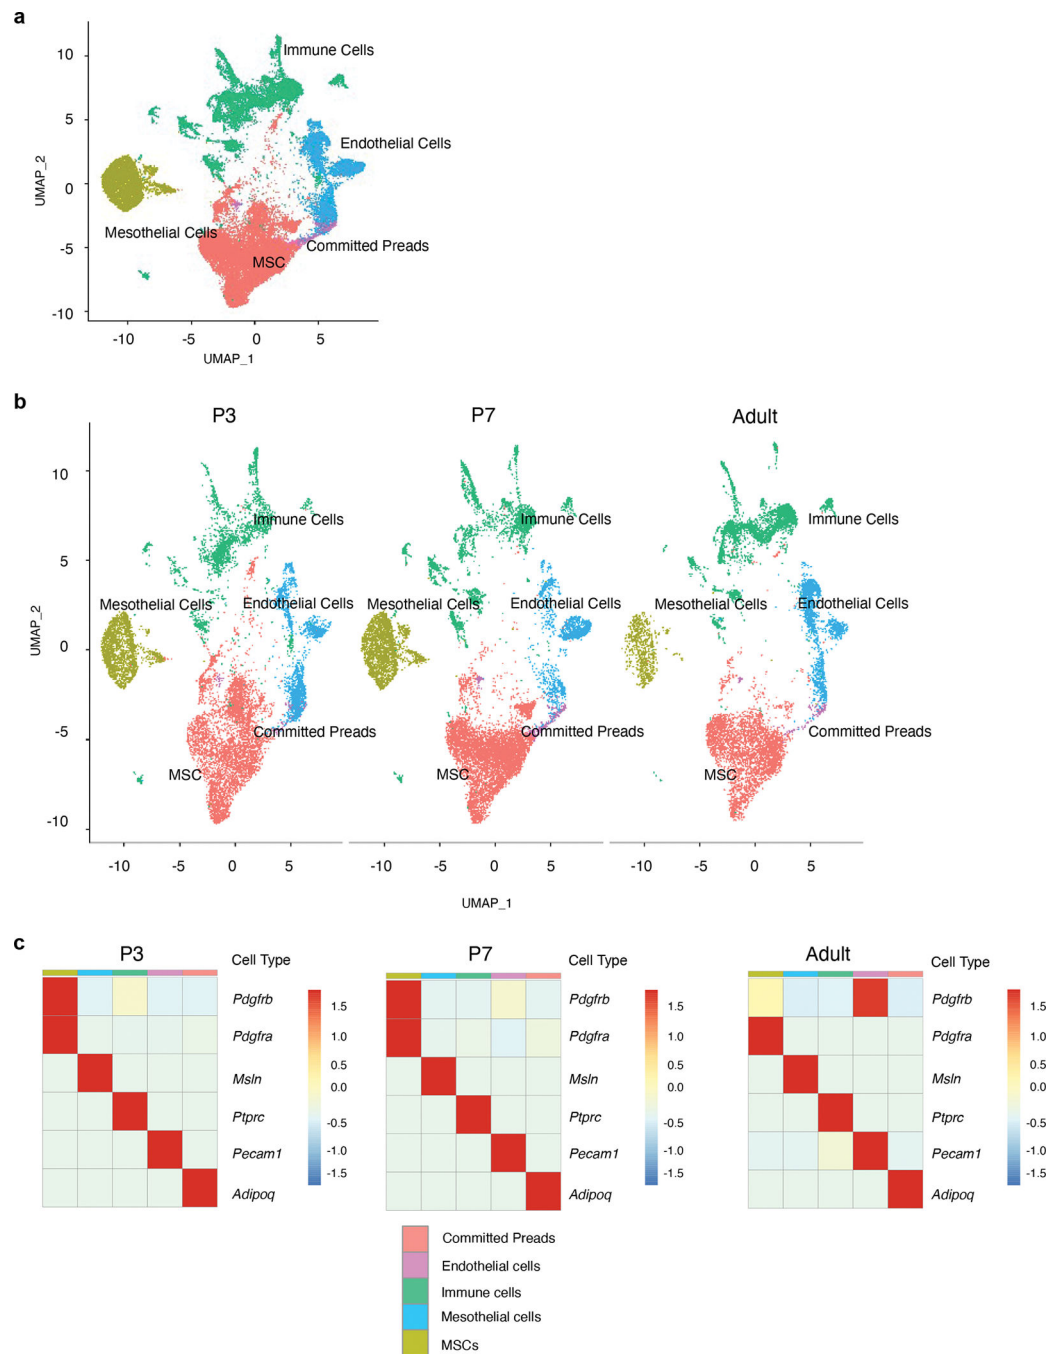 a
10
5
0
-5
-10
UMAP_2
Immune Cells
Endothelial Cells
Mesothelial Cells
Committed Preads
MSC
-10 -5 0 5
UMAP_1
b
P3 P7 Adult
10
5
0
-5
-10
UMAP_2
Immune Cells Immune Cells Immune Cells
Mesothelial Cells Endothelial Cells Mesothelial Cells Endothelial Cells Mesothelial Cells Endothelial Cells
Committed Preads Committed Preads Committed Preads
MSC MSC MSC
-10 -5 0 5 -10 -5 0 5 -10 -5 0 5
UMAP_1
c
P3
Cell Type
Pdgfrb
Pdgfra
Msln
Ptprc
Pecam1
Adipoq
1.5
1.0
0.5
0.0
-0.5
-1.0
-1.5
P7
Cell Type
Pdgfrb
Pdgfra
Msln
Ptprc
Pecam1
Adipoq
1.5
1.0
0.5
0.0
-0.5
-1.0
-1.5
Adult
Cell Type
Pdgfrb
Pdgfra
Msln
Ptprc
Pecam1
Adipoq
1.5
1.0
0.5
0.0
-0.5
-1.0
-1.5
Committed Preads
Endothelial cells
Immune cells
Mesothelial cells
MSCs